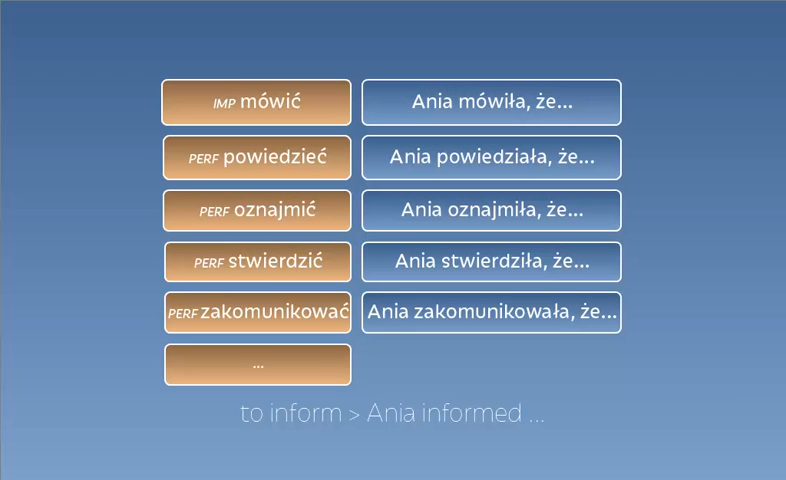 IMP mówić Ania mówiła, że...
PERF powiedzieć Ania powiedziała, że...
PERF oznajmić Ania oznajmiła, że...
PERF stwierdzić Ania stwierdziła, że...
PERF zakomunikować Ania zakomunikowała, że...
...
to inform > Ania informed ...